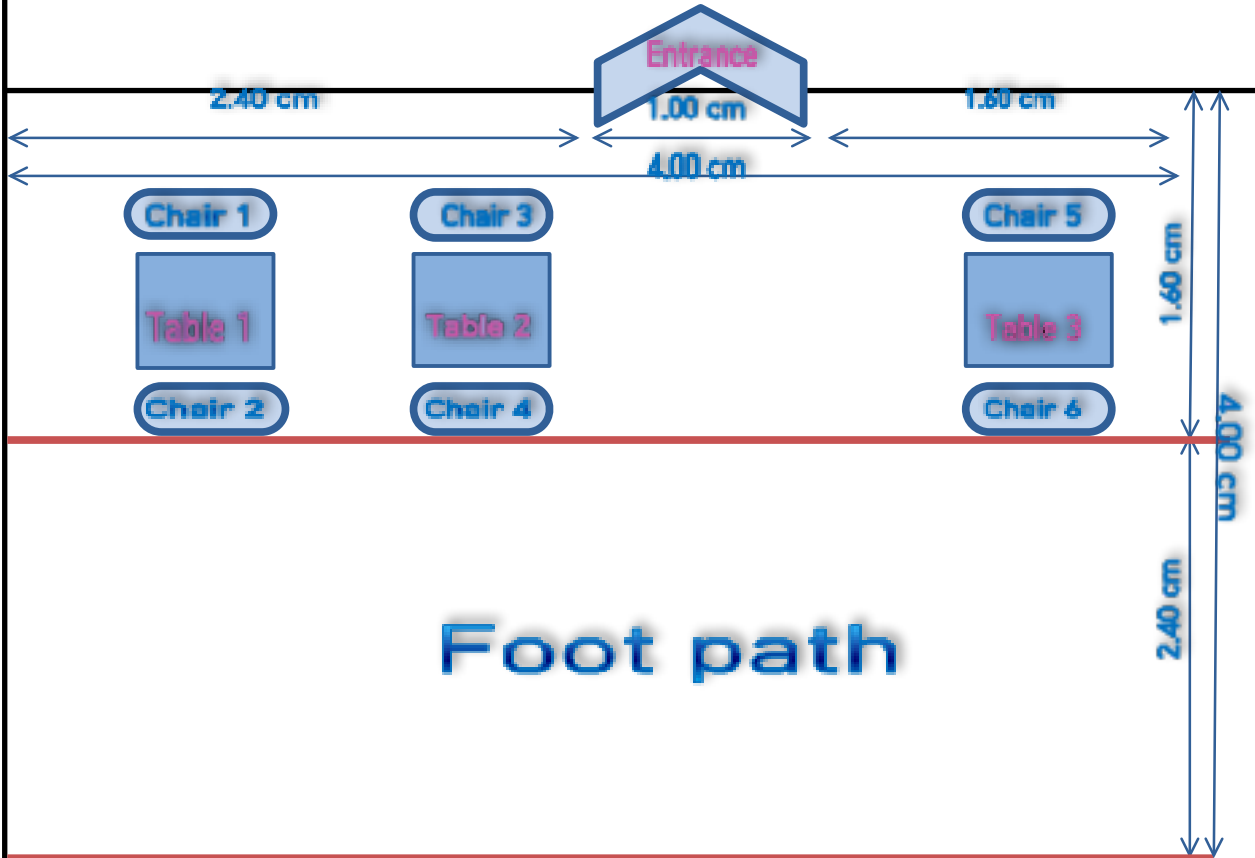 Entrance
2.40 cm
1.00 cm
1.60 cm
4.00 cm
Chair 1
Chair 3
Chair 5
1.60 cm
Table 1
Table 2
Table 3
Chair 2
Chair 4
Chair 6
4.00 cm
2.40 cm
Foot path